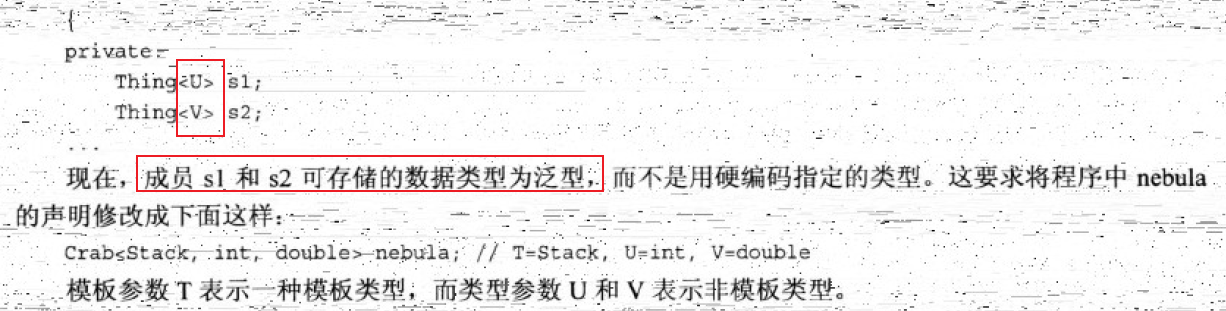 {
private:
Thing<U> s1;
Thing<V> s2;
...
现在，成员 s1 和 s2 可存储的数据类型为泛型，而不是用硬编码指定的类型。这要求将程序中 nebula
的声明修改成下面这样：
Crab<Stack, int, double> nebula; // T=Stack, U=int, V=double
模板参数 T 表示一种模板类型，而类型参数 U 和 V 表示非模板类型。